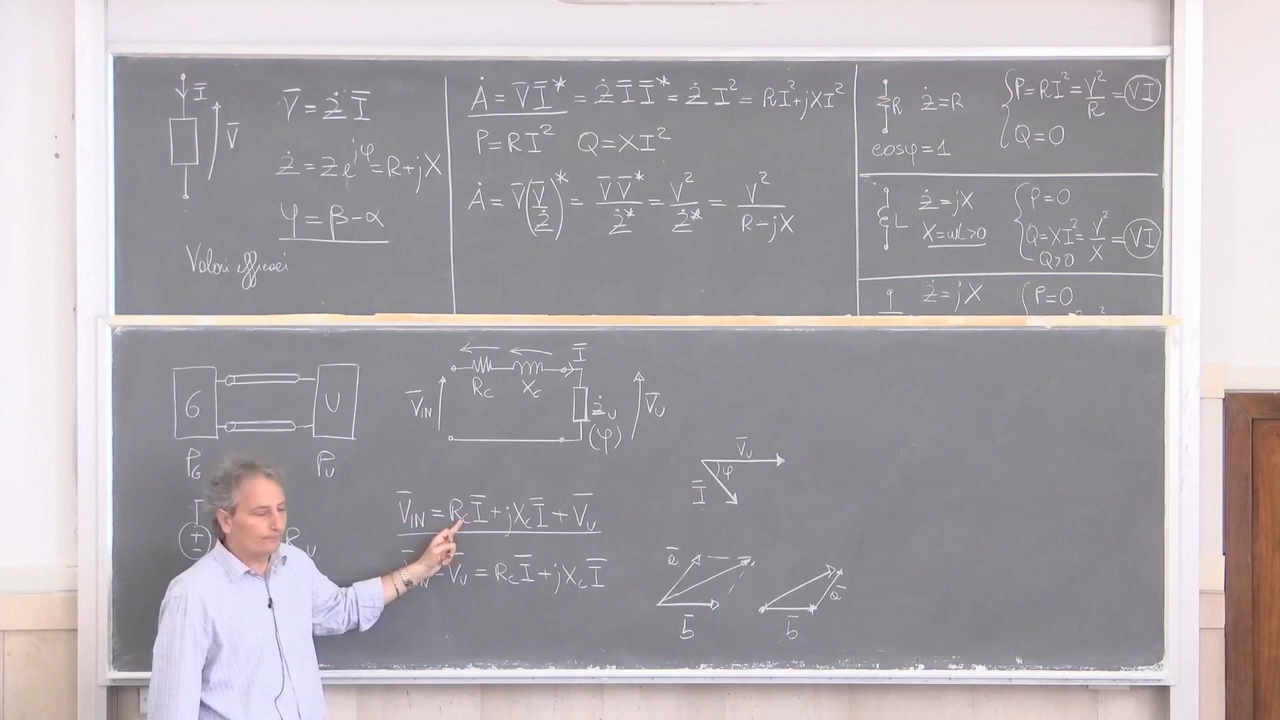 I̅
V̅
V̅ = Ż I̅
Ż = Z e^{jφ} = R + jX
φ = β - α
Valori efficaci
Ȧ = V̅ I̅* = Ż I̅ I̅* = Ż I² = RI² + jXI²
P = RI² Q = XI²
Ȧ = V̅(V̅/Ż)* = V̅ V̅*/Ż* = V²/Ż* = V²/(R - jX)
R Ż = R
cosφ = 1
P = RI² = V²/R = VI
Q = 0
L Ż = jX
X = ωL > 0
P = 0
Q = XI² = V²/X = VI
Q > 0
Ż = jX
P = 0
G U
P_G P_U
+
-
I̅
R_C X_C
V̅_IN
Ż_U
(φ)
V̅_U
V̅_IN = R_C I̅ + jX_C I̅ + V̅_U
- V̅_U = R_C I̅ + jX_C I̅
V̅_U
φ
I̅
a̅
b̅
a̅
b̅